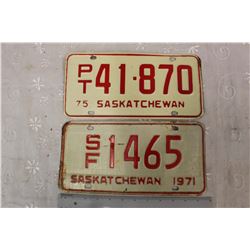 PT 41·870
75 SASKATCHEWAN
SF 1465
SASKATCHEWAN 1971